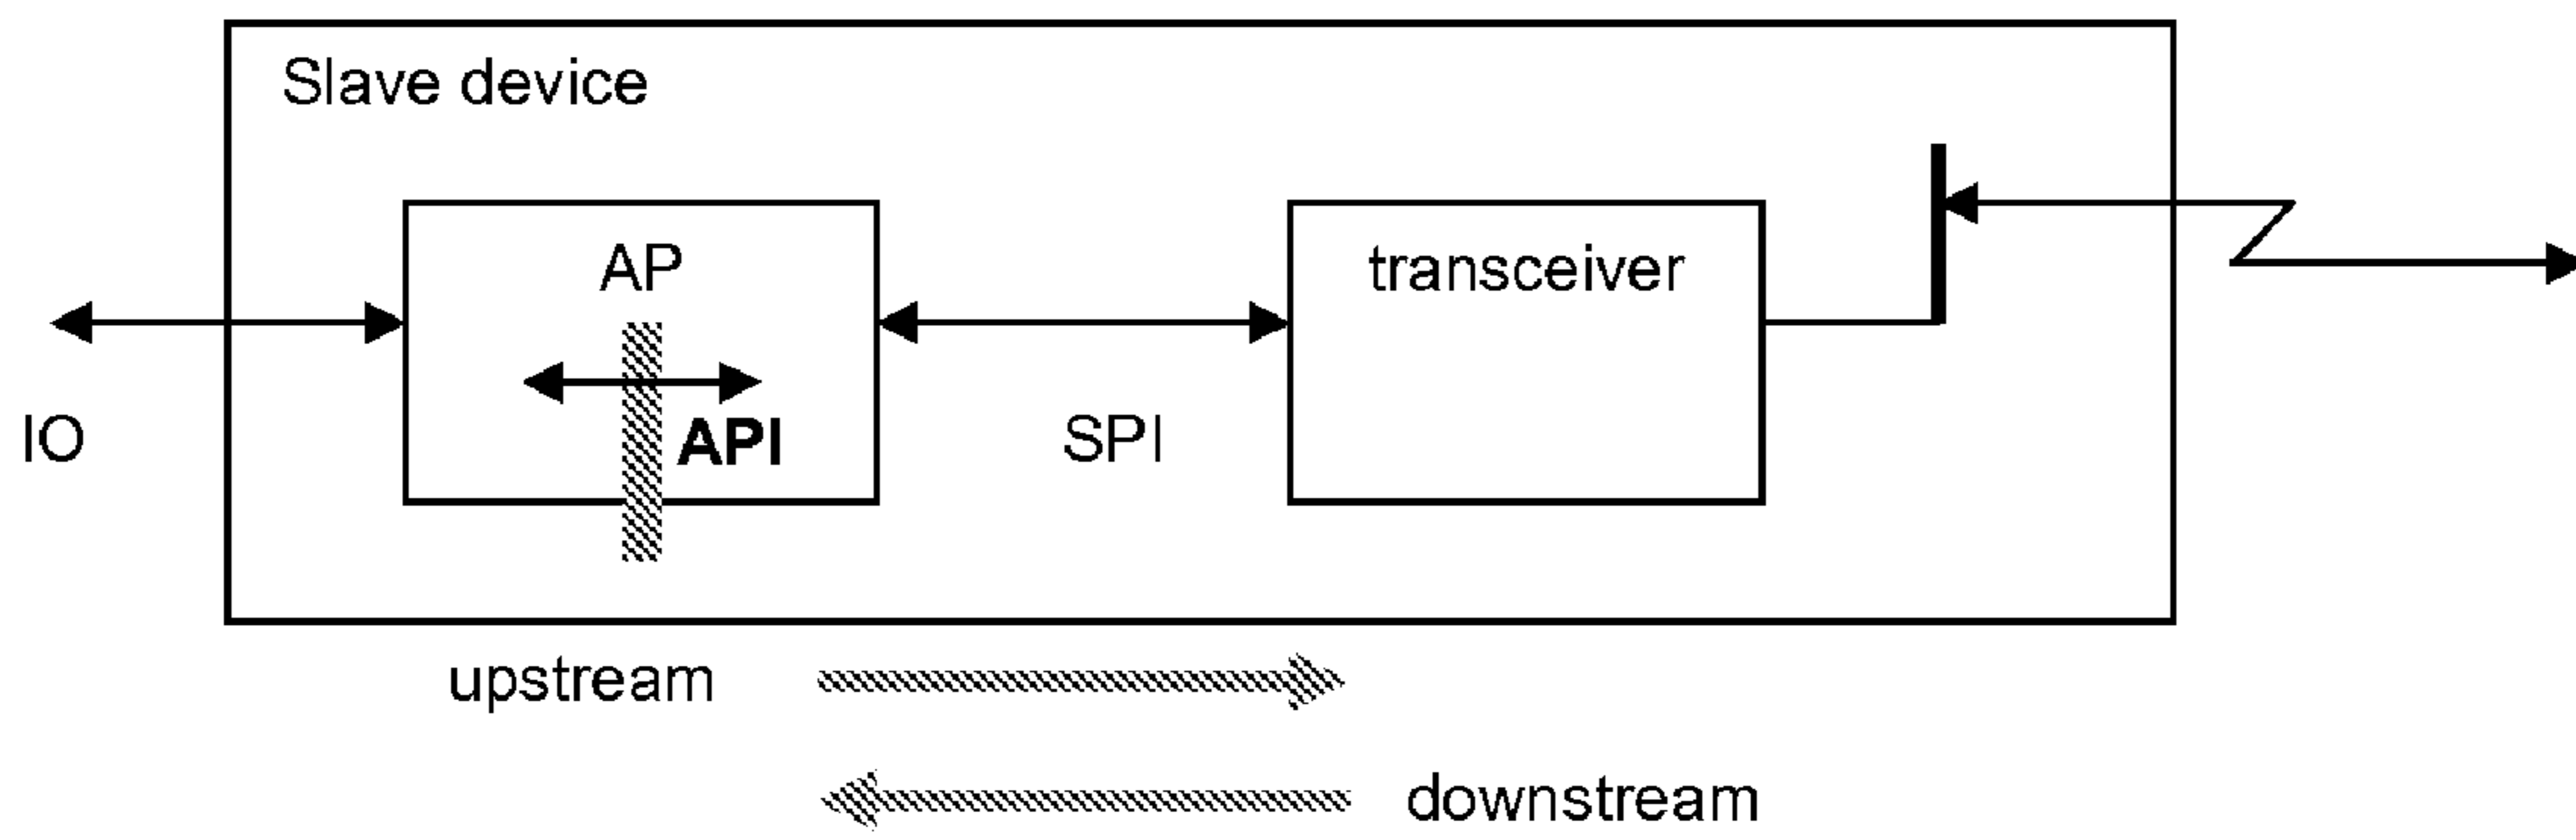 Slave device
AP
transceiver
API
IO
SPI
upstream
downstream